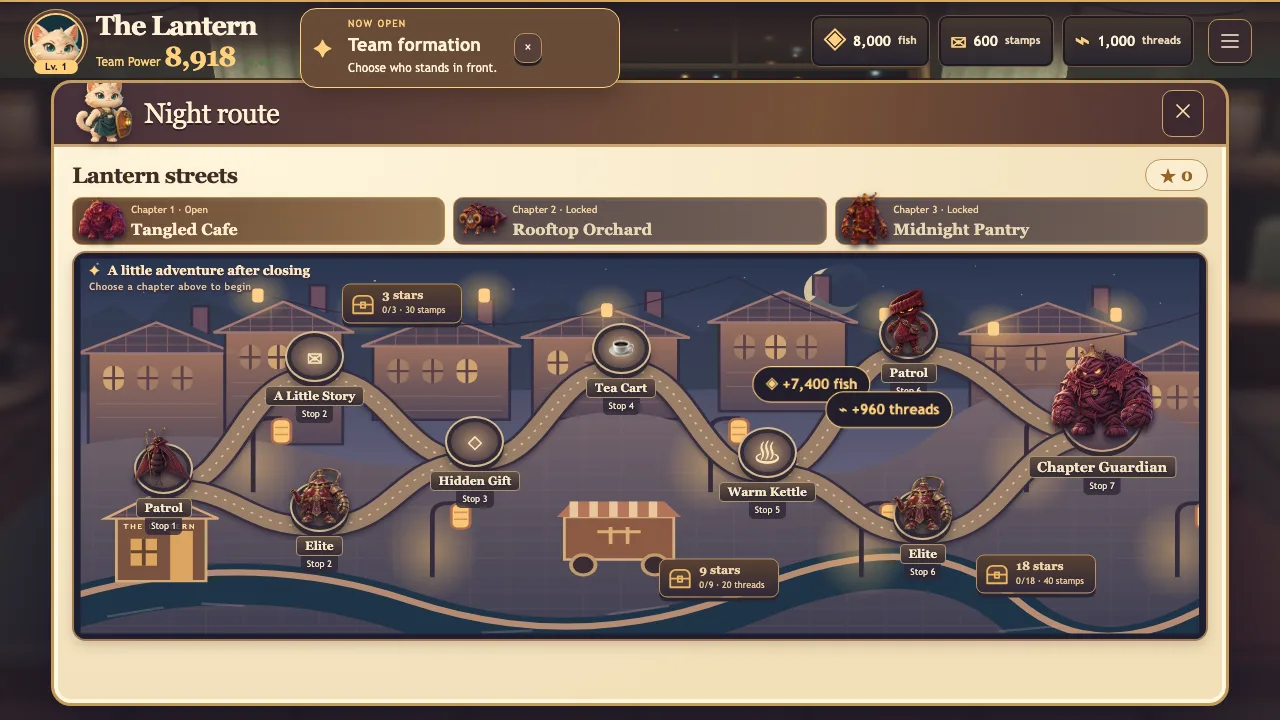 The Lantern
Team Power 8,918
Lv. 1
NOW OPEN
Team formation
Choose who stands in front.
×
8,000 fish
600 stamps
1,000 threads
Night route
Lantern streets
★ 0
Chapter 1 · Open
Tangled Cafe
Chapter 2 · Locked
Rooftop Orchard
Chapter 3 · Locked
Midnight Pantry
A little adventure after closing
Choose a chapter above to begin
3 stars
0/3 · 30 stamps
A Little Story
Stop 2
Tea Cart
Stop 4
Patrol
Stop 6
+7,400 fish
+960 threads
Hidden Gift
Stop 3
Warm Kettle
Stop 5
Chapter Guardian
Stop 7
Patrol
Stop 1
THE RN
Elite
Stop 2
Elite
Stop 6
9 stars
0/9 · 20 threads
18 stars
0/18 · 40 stamps